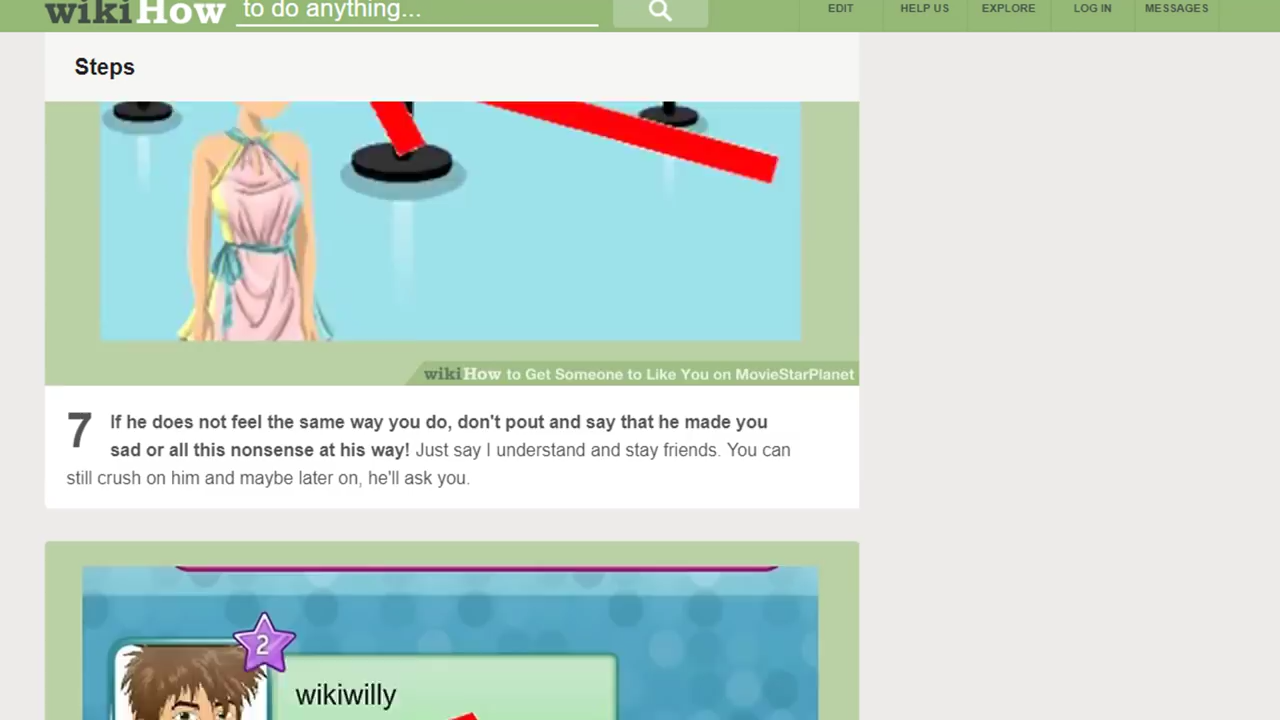 wikiHow to do anything...
EDIT HELP US EXPLORE LOG IN MESSAGES
Steps
wikiHow to Get Someone to Like You on MovieStarPlanet
7 If he does not feel the same way you do, don't pout and say that he made you
sad or all this nonsense at his way! Just say I understand and stay friends. You can
still crush on him and maybe later on, he'll ask you.
2
wikiwilly